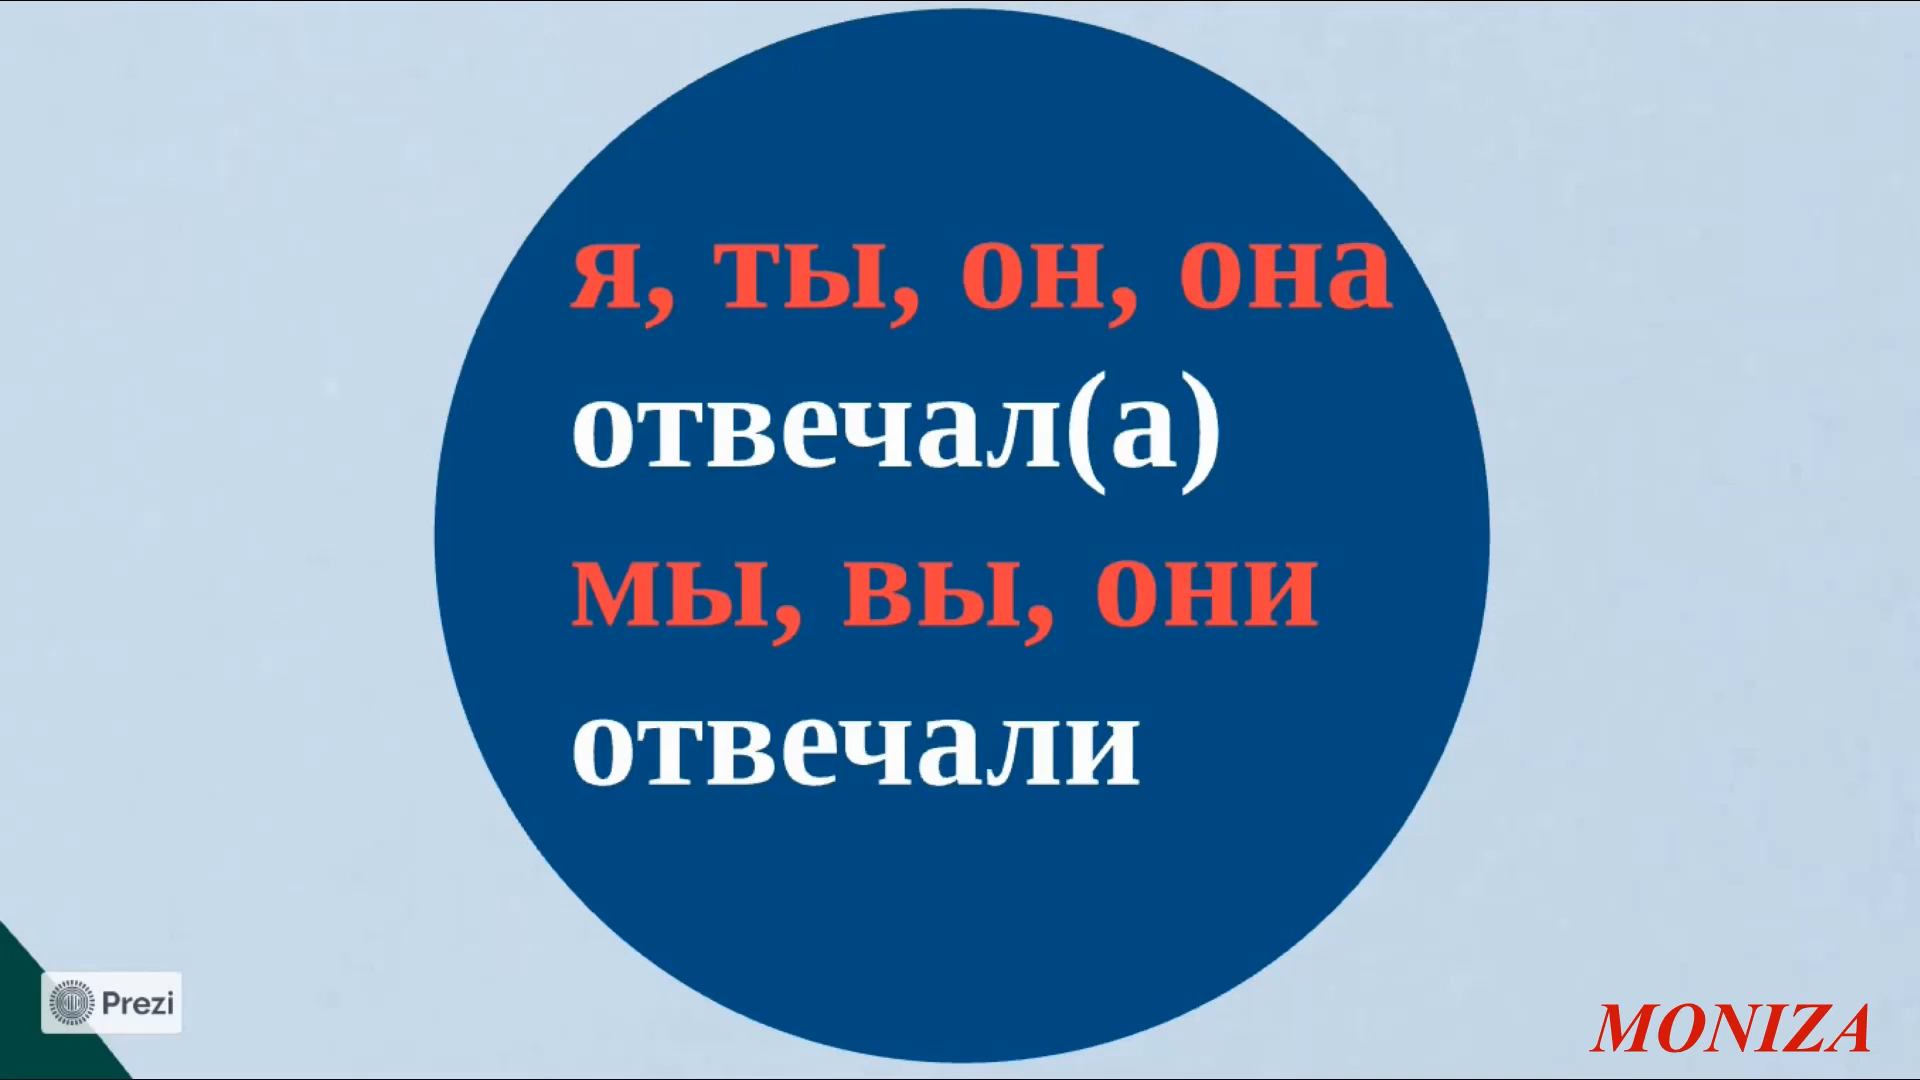 я, ты, он, она
отвечал(а)
мы, вы, они
отвечали
Prezi
MONIZA